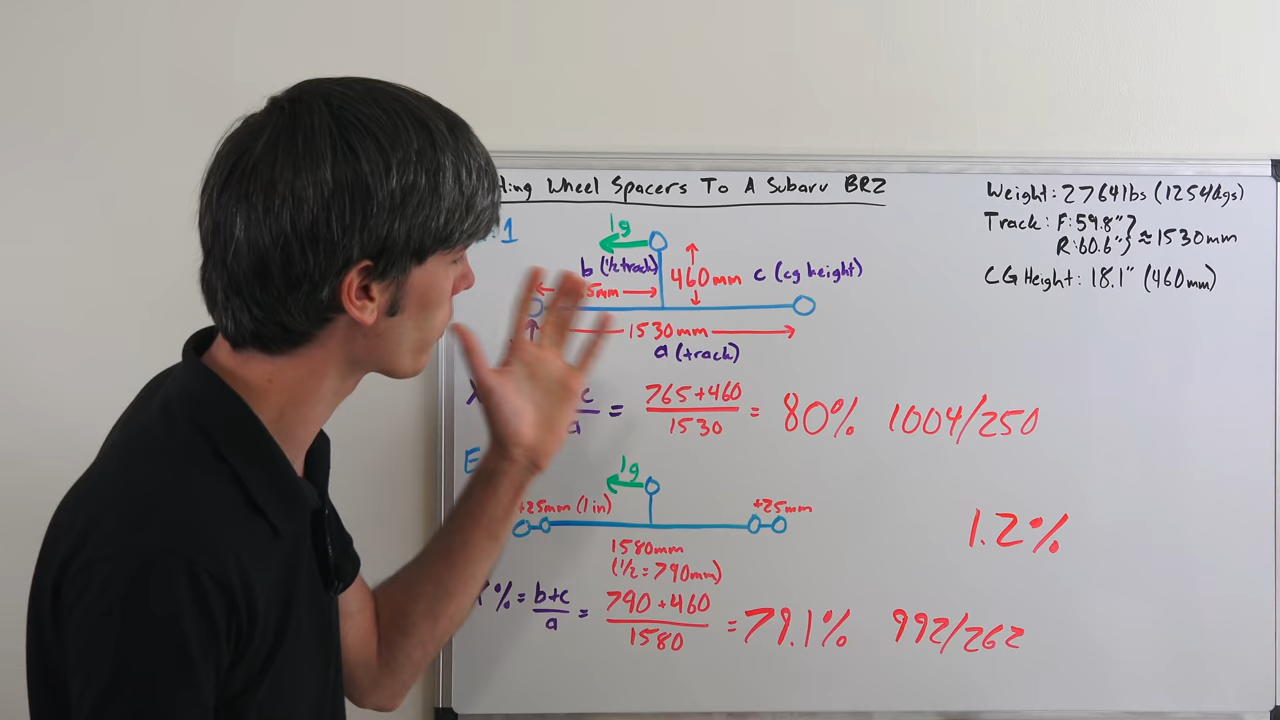 Wheel Spacers To A Subaru BRZ
Weight: 2764lbs (1254kgs)
Track: F: 59.8" }
R: 60.6" } ≈ 1530mm
CG Height: 18.1" (460mm)
.1
1g
b (½ track)
460mm
c (cg height)
5mm
1530mm
a (track)
c
a
= 765+460
1530
= 80% 1004/250
E
1g
+25mm (1 in)
+25mm
1580mm
(½ = 790mm)
1.2%
% = b+c
a
= 790+460
1580
= 79.1% 992/262